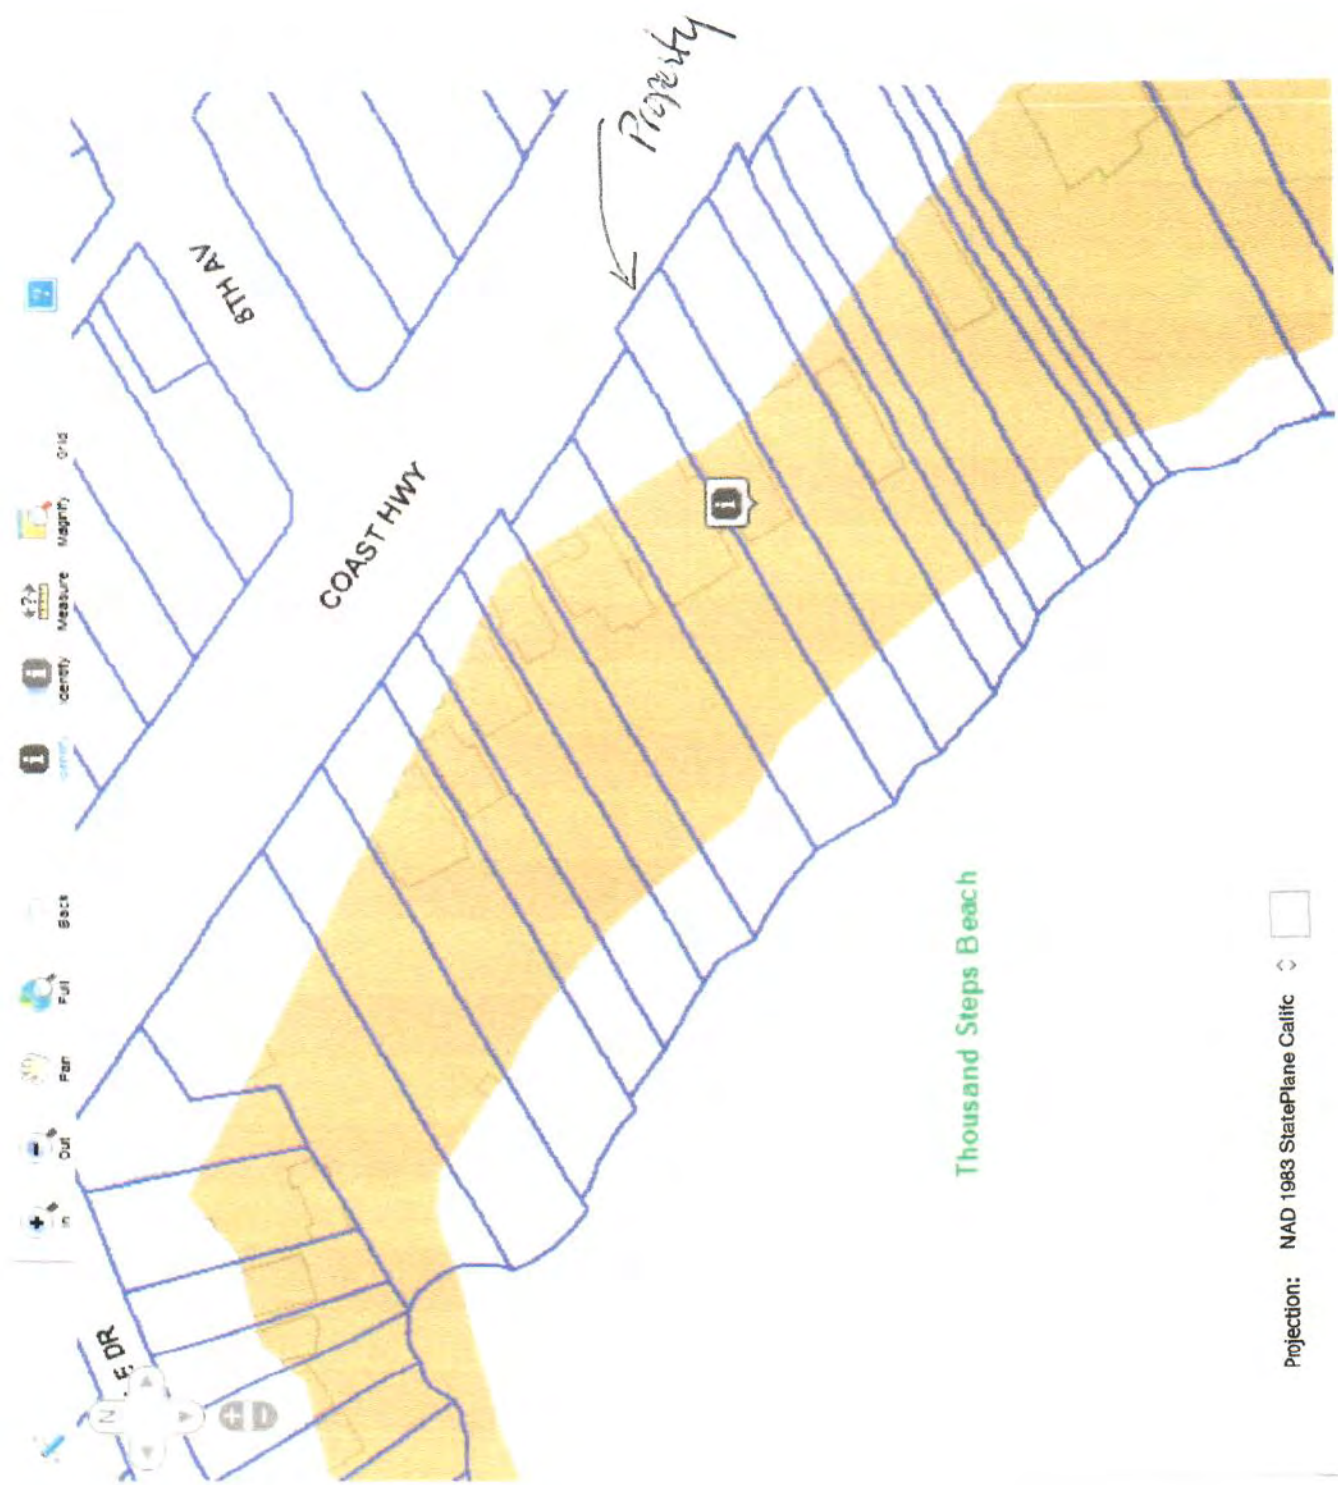 Property
8TH AV
COAST HWY
E DR
N
In
Out
Pan
Full
Back
Identify
Measure
Magnify
Grid
Thousand Steps Beach
Projection: NAD 1983 StatePlane Califc